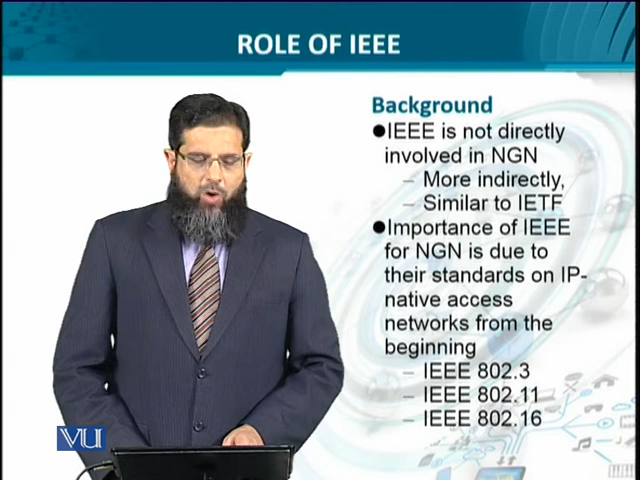 ROLE OF IEEE
Background
●IEEE is not directly
involved in NGN
– More indirectly,
– Similar to IETF
●Importance of IEEE
for NGN is due to
their standards on IP-
native access
networks from the
beginning
– IEEE 802.3
– IEEE 802.11
– IEEE 802.16
VU